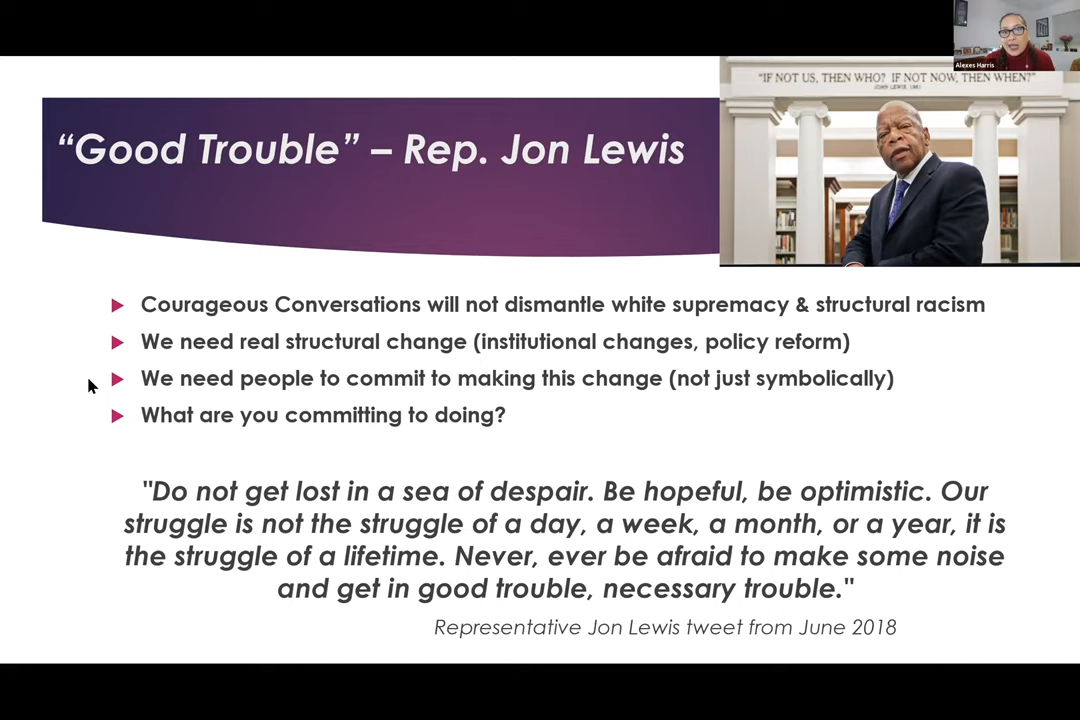 Alexes Harris
"IF NOT US, THEN WHO? IF NOT NOW, THEN WHEN?"
JOHN LEWIS, 1961
“Good Trouble” – Rep. Jon Lewis
Courageous Conversations will not dismantle white supremacy & structural racism
We need real structural change (institutional changes, policy reform)
We need people to commit to making this change (not just symbolically)
What are you committing to doing?
"Do not get lost in a sea of despair. Be hopeful, be optimistic. Our
struggle is not the struggle of a day, a week, a month, or a year, it is
the struggle of a lifetime. Never, ever be afraid to make some noise
and get in good trouble, necessary trouble."
Representative Jon Lewis tweet from June 2018